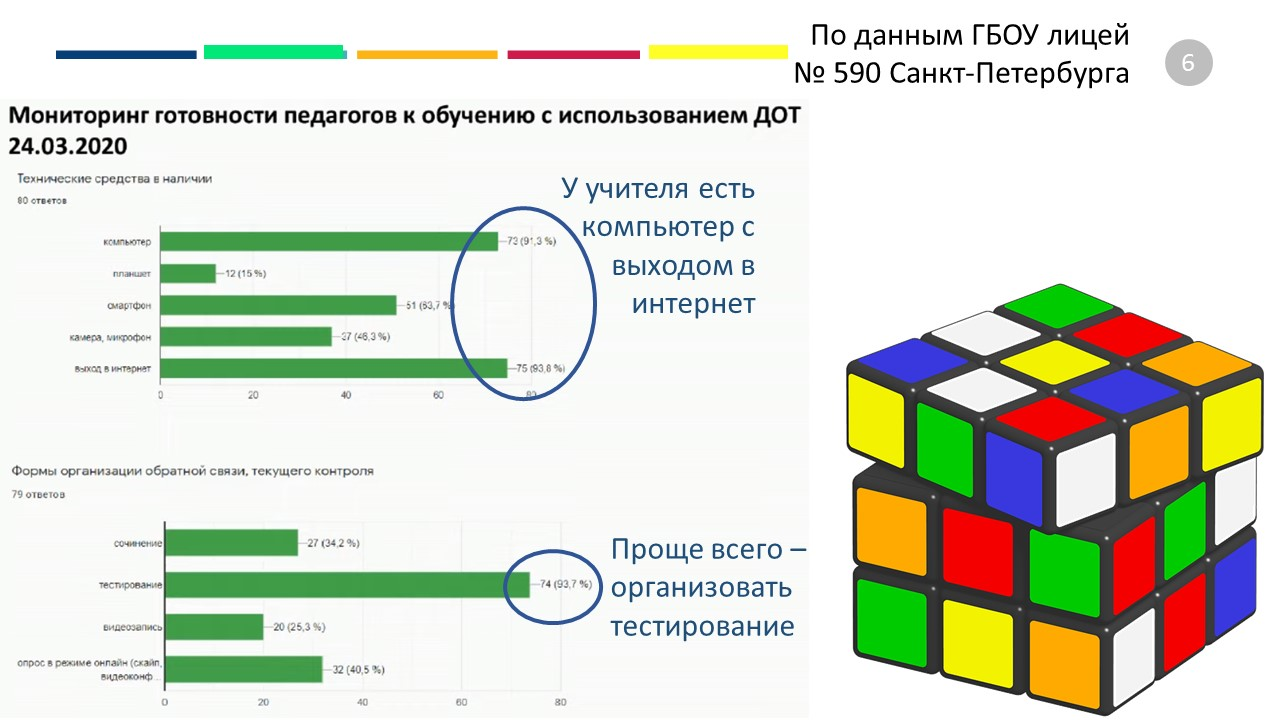 По данным ГБОУ лицей
№ 590 Санкт-Петербурга
6
Мониторинг готовности педагогов к обучению с использованием ДОТ
24.03.2020
Технические средства в наличии
80 ответов
компьютер
73 (91,3 %)
планшет
12 (15 %)
смартфон
51 (63,7 %)
камера, микрофон
37 (46,3 %)
выход в интернет
75 (93,8 %)
0 20 40 60 80
У учителя есть
компьютер с
выходом в
интернет
Формы организации обратной связи, текущего контроля
79 ответов
сочинение
27 (34,2 %)
тестирование
74 (93,7 %)
видеозапись
20 (25,3 %)
опрос в режиме онлайн (скайп,
видеоконф...
32 (40,5 %)
0 20 40 60 80
Проще всего –
организовать
тестирование